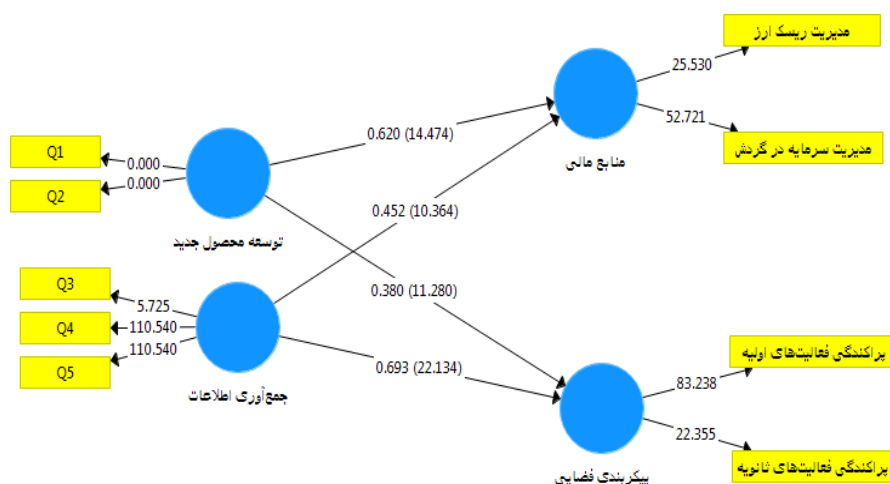 مدیریت ریسک ارز
25.530
52.721
مدیریت سرمایه در گردش
منابع مالی
0.620 (14.474)
Q1
0.000
0.000
Q2
توسعه محصول جدید
0.452 (10.364)
0.380 (11.280)
Q3
5.725
Q4
110.540
110.540
Q5
جمع‌آوری اطلاعات
0.693 (22.134)
پراکندگی فعالیت‌های اولیه
83.238
22.355
پراکندگی فعالیت‌های ثانویه
پیکربندی فضایی